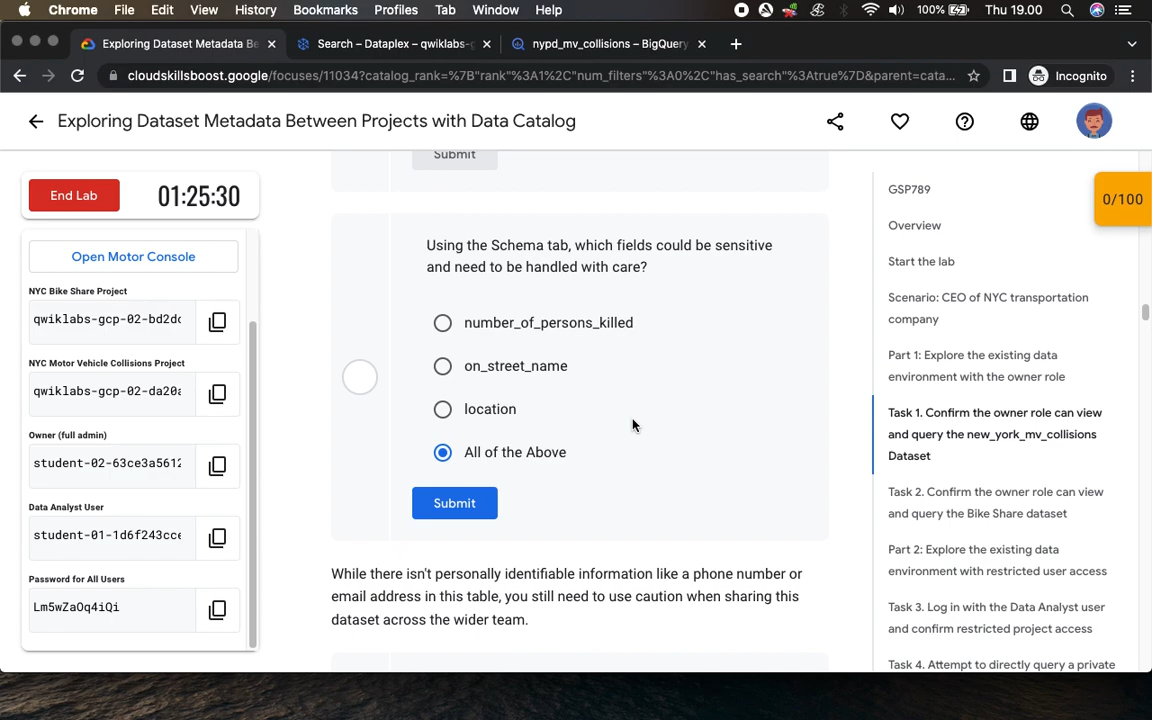 Chrome File Edit View History Bookmarks Profiles Tab Window Help 100% Thu 19.00
Exploring Dataset Metadata Be
Search – Dataplex – qwiklabs-g
nypd_mv_collisions – BigQuery
cloudskillsboost.google/focuses/11034?catalog_rank=%7B"rank"%3A1%2C"num_filters"%3A0%2C"has_search"%3Atrue%7D&parent=cata...
Incognito
Exploring Dataset Metadata Between Projects with Data Catalog
End Lab
01:25:30
Open Motor Console
NYC Bike Share Project
qwiklabs-gcp-02-bd2dc
NYC Motor Vehicle Collisions Project
qwiklabs-gcp-02-da20a
Owner (full admin)
student-02-63ce3a5612
Data Analyst User
student-01-1d6f243cce
Password for All Users
Lm5wZaOq4iQi
Submit
Using the Schema tab, which fields could be sensitive
and need to be handled with care?
number_of_persons_killed
on_street_name
location
All of the Above
Submit
While there isn't personally identifiable information like a phone number or
email address in this table, you still need to use caution when sharing this
dataset across the wider team.
0/100
GSP789
Overview
Start the lab
Scenario: CEO of NYC transportation
company
Part 1: Explore the existing data
environment with the owner role
Task 1. Confirm the owner role can view
and query the new_york_mv_collisions
Dataset
Task 2. Confirm the owner role can view
and query the Bike Share dataset
Part 2: Explore the existing data
environment with restricted user access
Task 3. Log in with the Data Analyst user
and confirm restricted project access
Task 4. Attempt to directly query a private